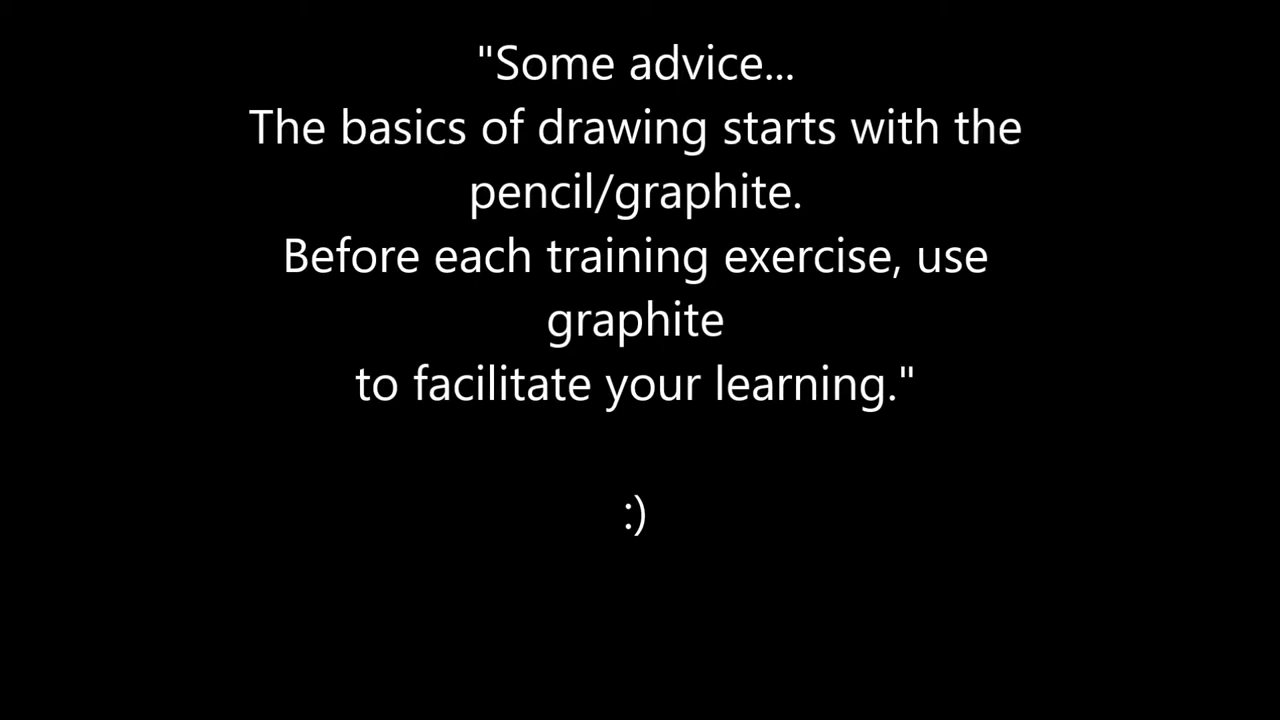 "Some advice...
The basics of drawing starts with the
pencil/graphite.
Before each training exercise, use
graphite
to facilitate your learning."
:)